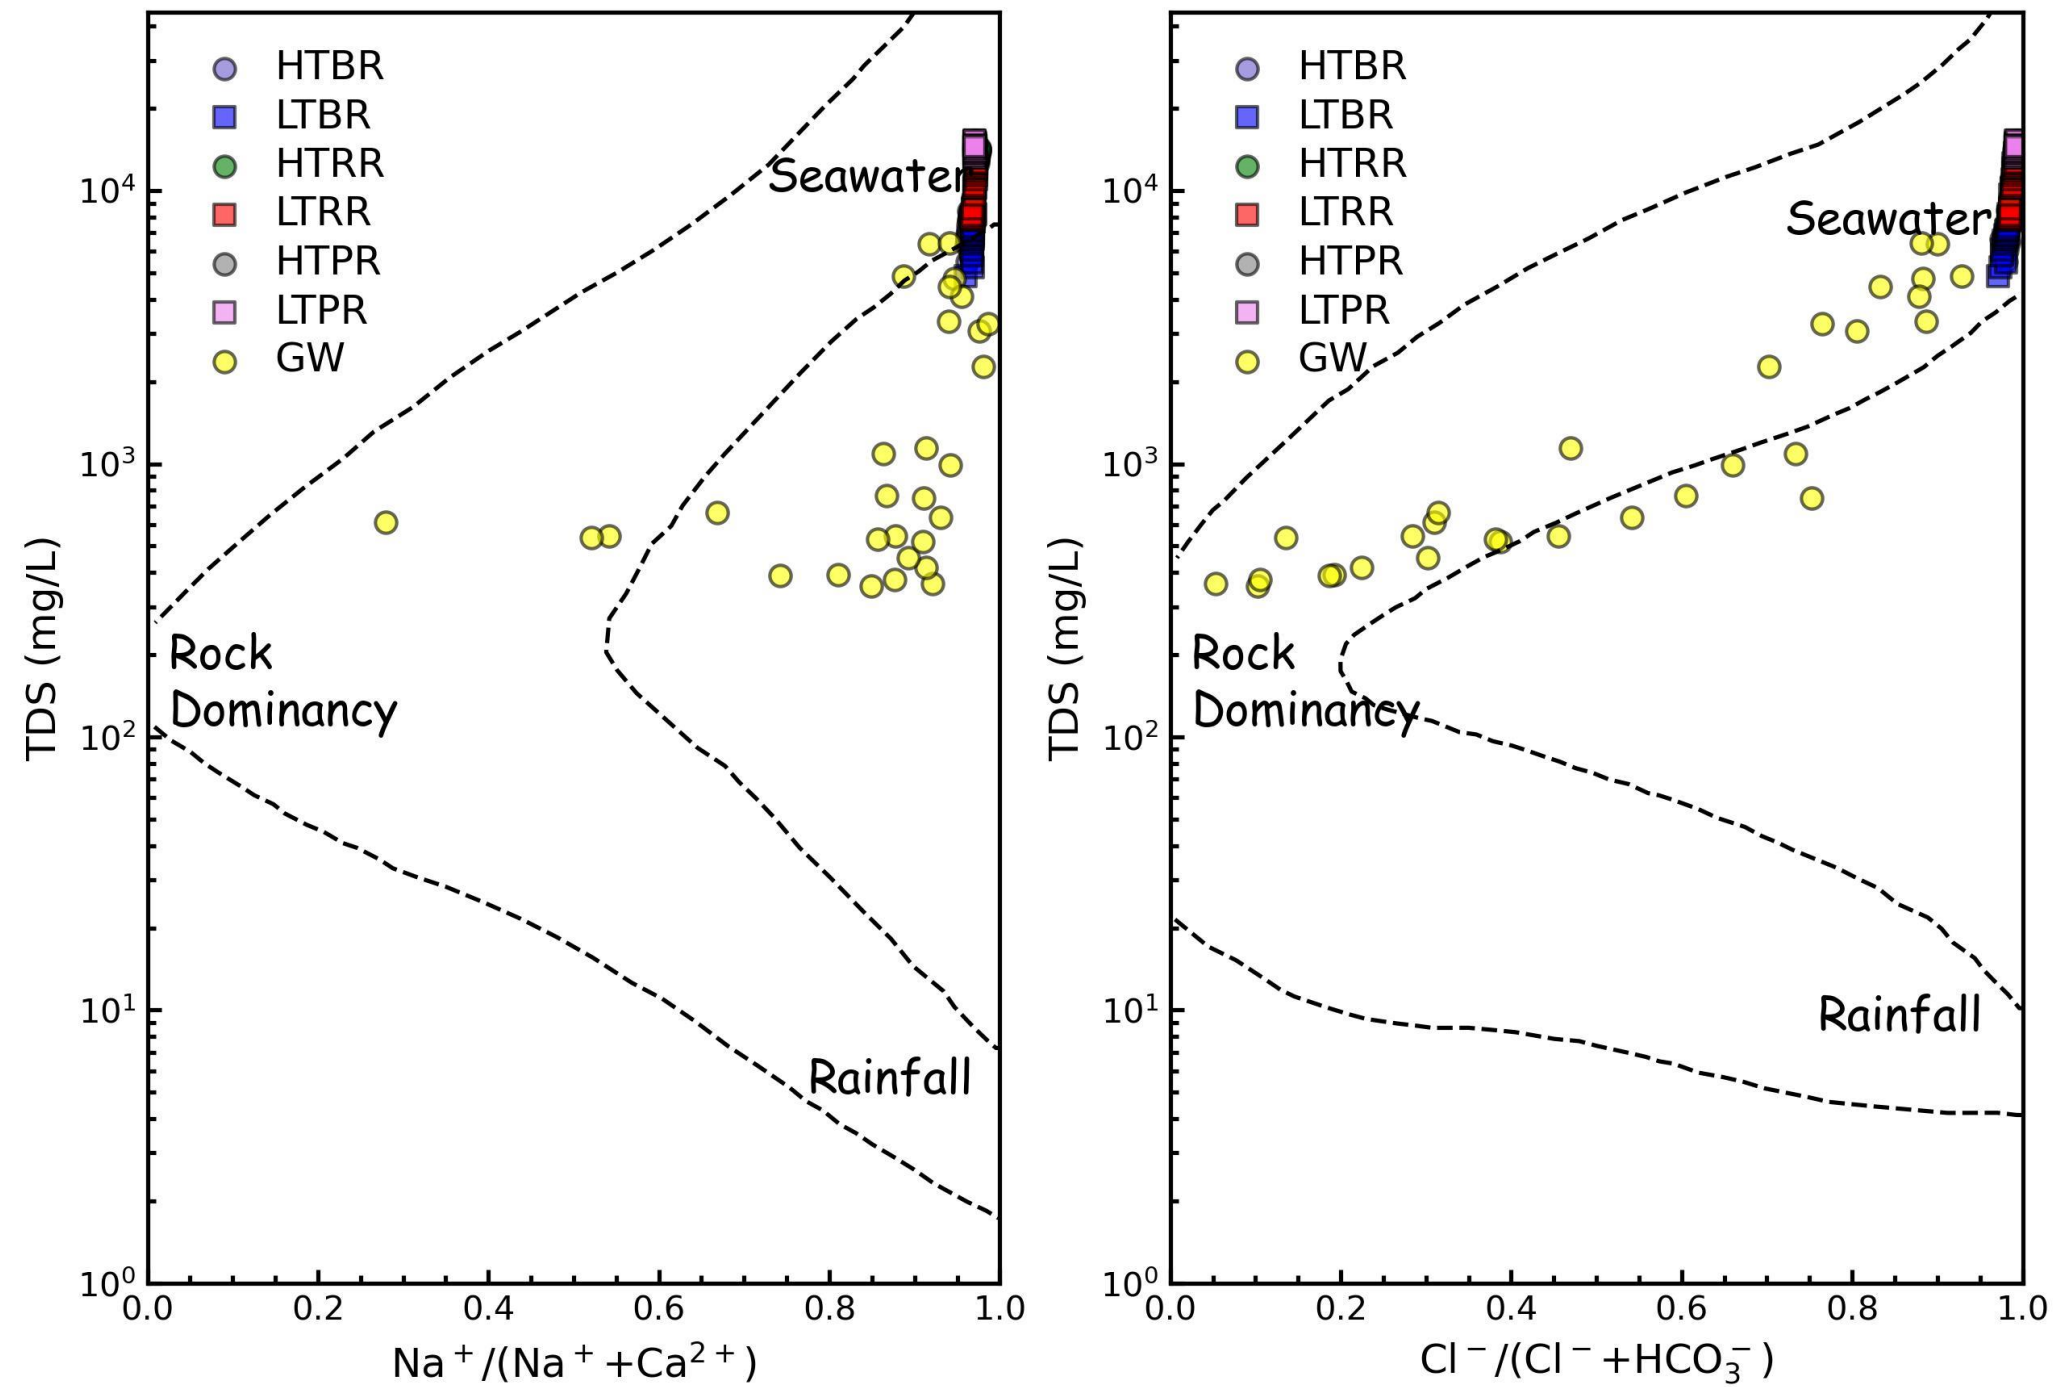 HTBR
LTBR
HTRR
LTRR
HTPR
LTPR
GW
Seawater
Rock
Dominancy
Rainfall
TDS (mg/L)
10⁴
10³
10²
10¹
10⁰
0.0 0.2 0.4 0.6 0.8 1.0
Na⁺/(Na⁺+Ca²⁺)
HTBR
LTBR
HTRR
LTRR
HTPR
LTPR
GW
Seawater
Rock
Dominancy
Rainfall
TDS (mg/L)
10⁴
10³
10²
10¹
10⁰
0.0 0.2 0.4 0.6 0.8 1.0
Cl⁻/(Cl⁻+HCO₃⁻)